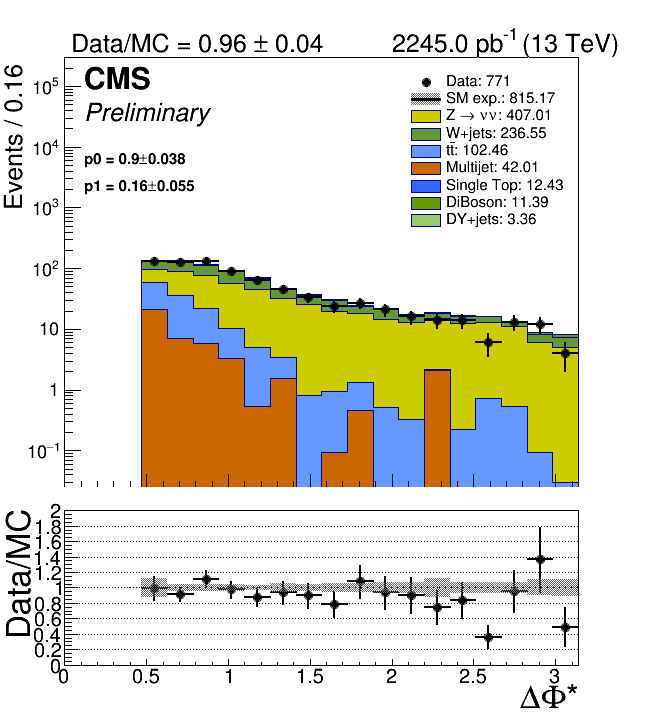 Data/MC = 0.96 ± 0.04 2245.0 pb⁻¹ (13 TeV)
CMS
Preliminary
p0 = 0.9±0.038
p1 = 0.16±0.055
Data: 771
SM exp.: 815.17
Z → νν: 407.01
W+jets: 236.55
tt̄: 102.46
Multijet: 42.01
Single Top: 12.43
DiBoson: 11.39
DY+jets: 3.36
Events / 0.16
10⁵
10⁴
10³
10²
10
1
10⁻¹
Data/MC
2
1.8
1.6
1.4
1.2
1
0.8
0.6
0.4
0.2
0
0 0.5 1 1.5 2 2.5 3
ΔΦ*